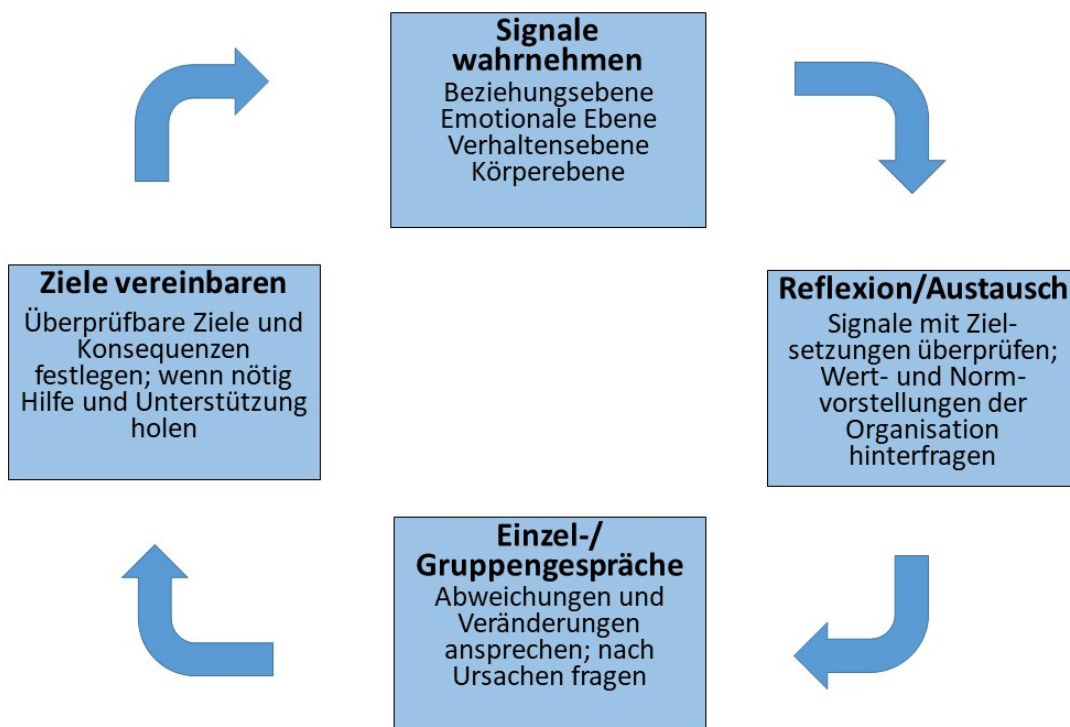 Signale
wahrnehmen
Beziehungsebene
Emotionale Ebene
Verhaltensebene
Körperebene
Reflexion/Austausch
Signale mit Ziel-
setzungen überprüfen;
Wert- und Norm-
vorstellungen der
Organisation
hinterfragen
Einzel-/
Gruppengespräche
Abweichungen und
Veränderungen
ansprechen; nach
Ursachen fragen
Ziele vereinbaren
Überprüfbare Ziele und
Konsequenzen
festlegen; wenn nötig
Hilfe und Unterstützung
holen